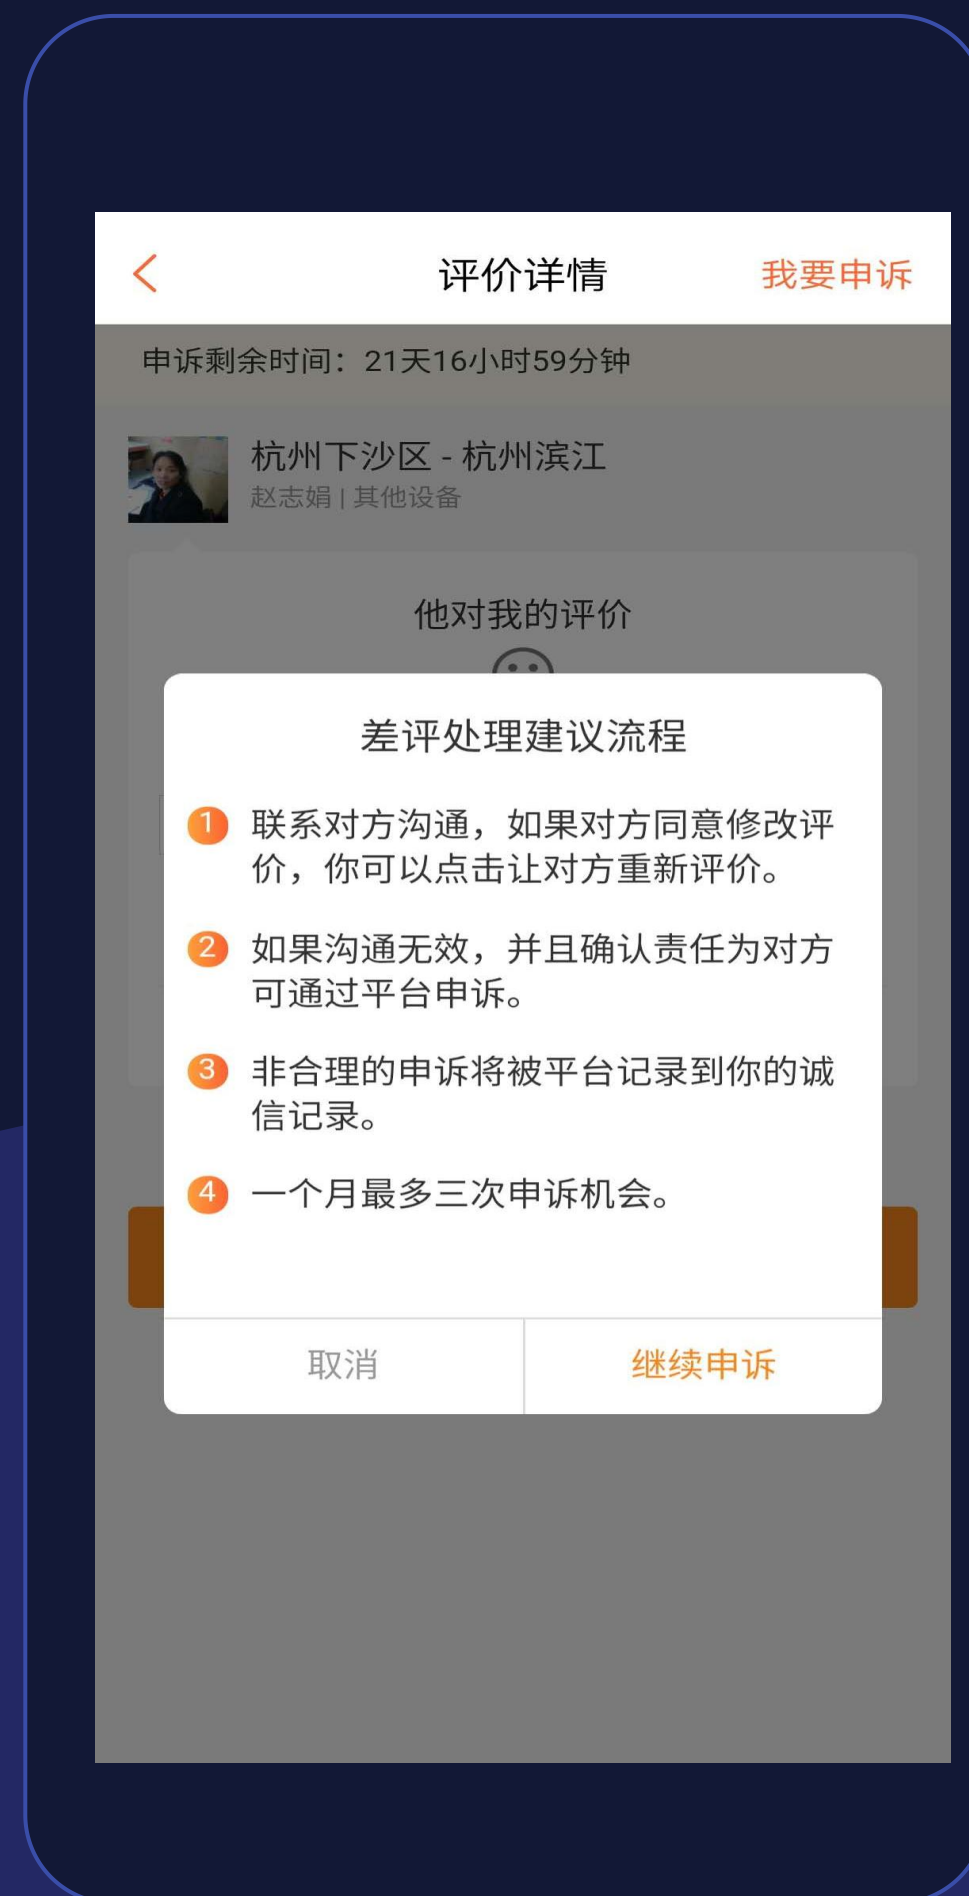 评价详情 我要申诉
申诉剩余时间：21天16小时59分钟
杭州下沙区 - 杭州滨江
赵志娟 | 其他设备
他对我的评价
差评处理建议流程
1 联系对方沟通，如果对方同意修改评
价，你可以点击让对方重新评价。
2 如果沟通无效，并且确认责任为对方
可通过平台申诉。
3 非合理的申诉将被平台记录到你的诚
信记录。
4 一个月最多三次申诉机会。
取消 继续申诉